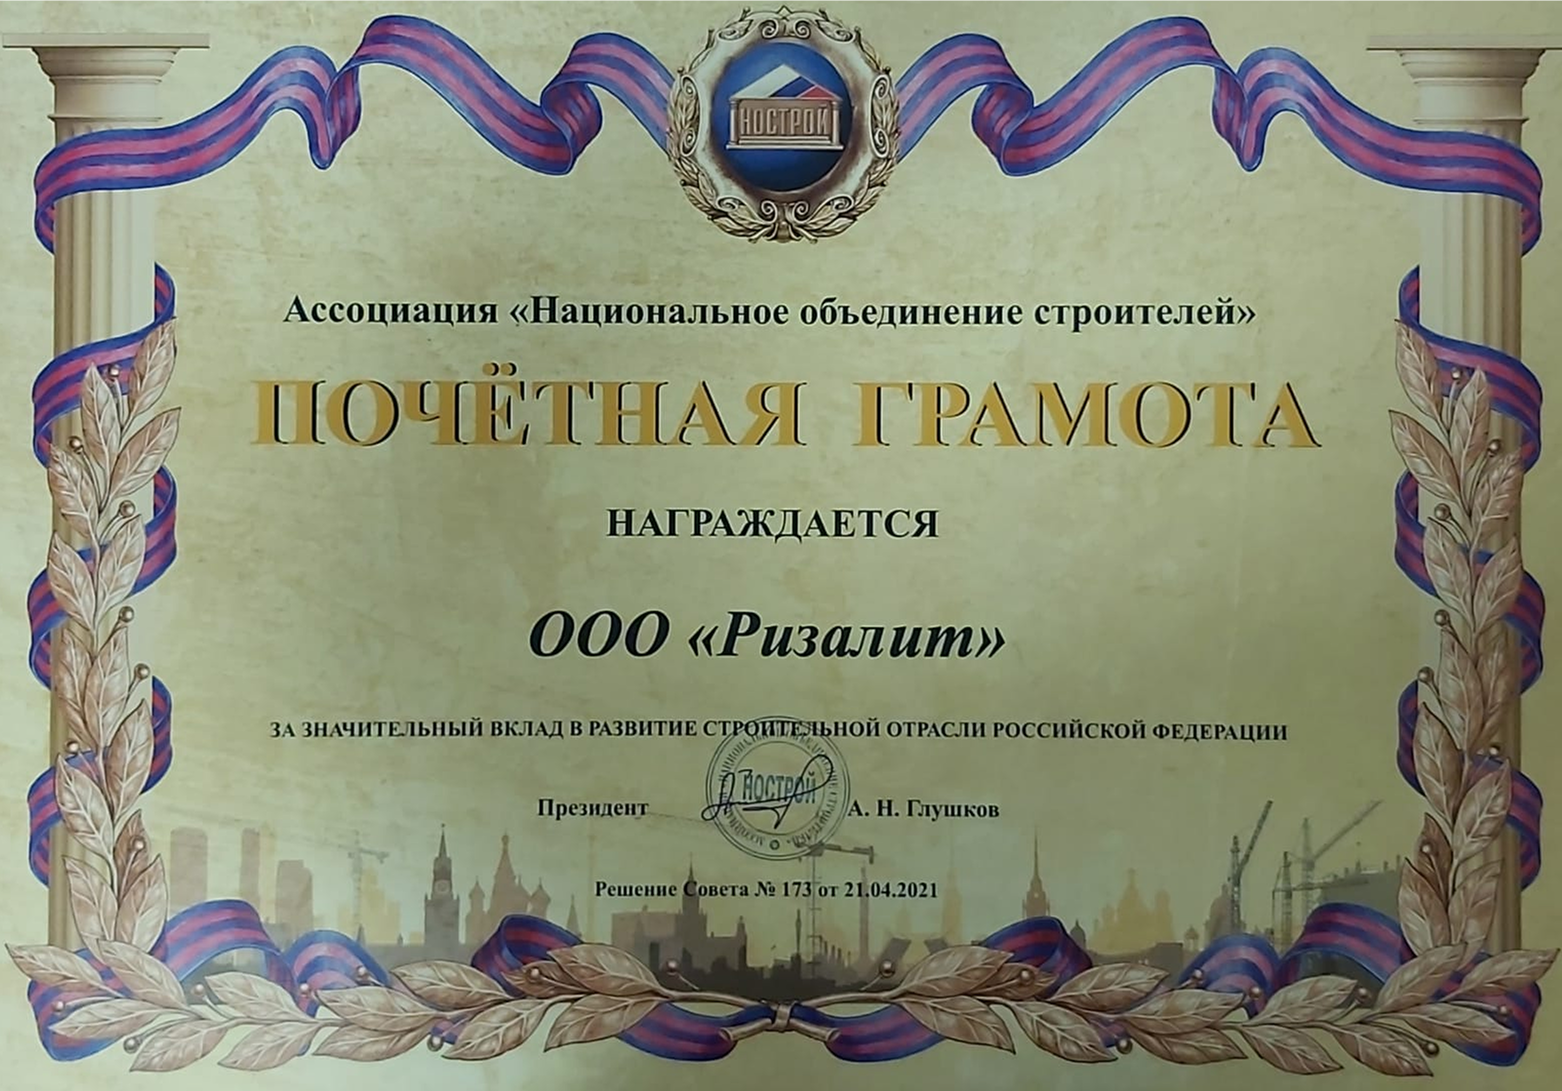 НОСТРОЙ
Ассоциация «Национальное объединение строителей»
ПОЧЁТНАЯ ГРАМОТА
НАГРАЖДАЕТСЯ
ООО «Ризалит»
ЗА ЗНАЧИТЕЛЬНЫЙ ВКЛАД В РАЗВИТИЕ СТРОИТЕЛЬНОЙ ОТРАСЛИ РОССИЙСКОЙ ФЕДЕРАЦИИ
НОСТРОЙ
Президент А. Н. Глушков
Решение Совета № 173 от 21.04.2021